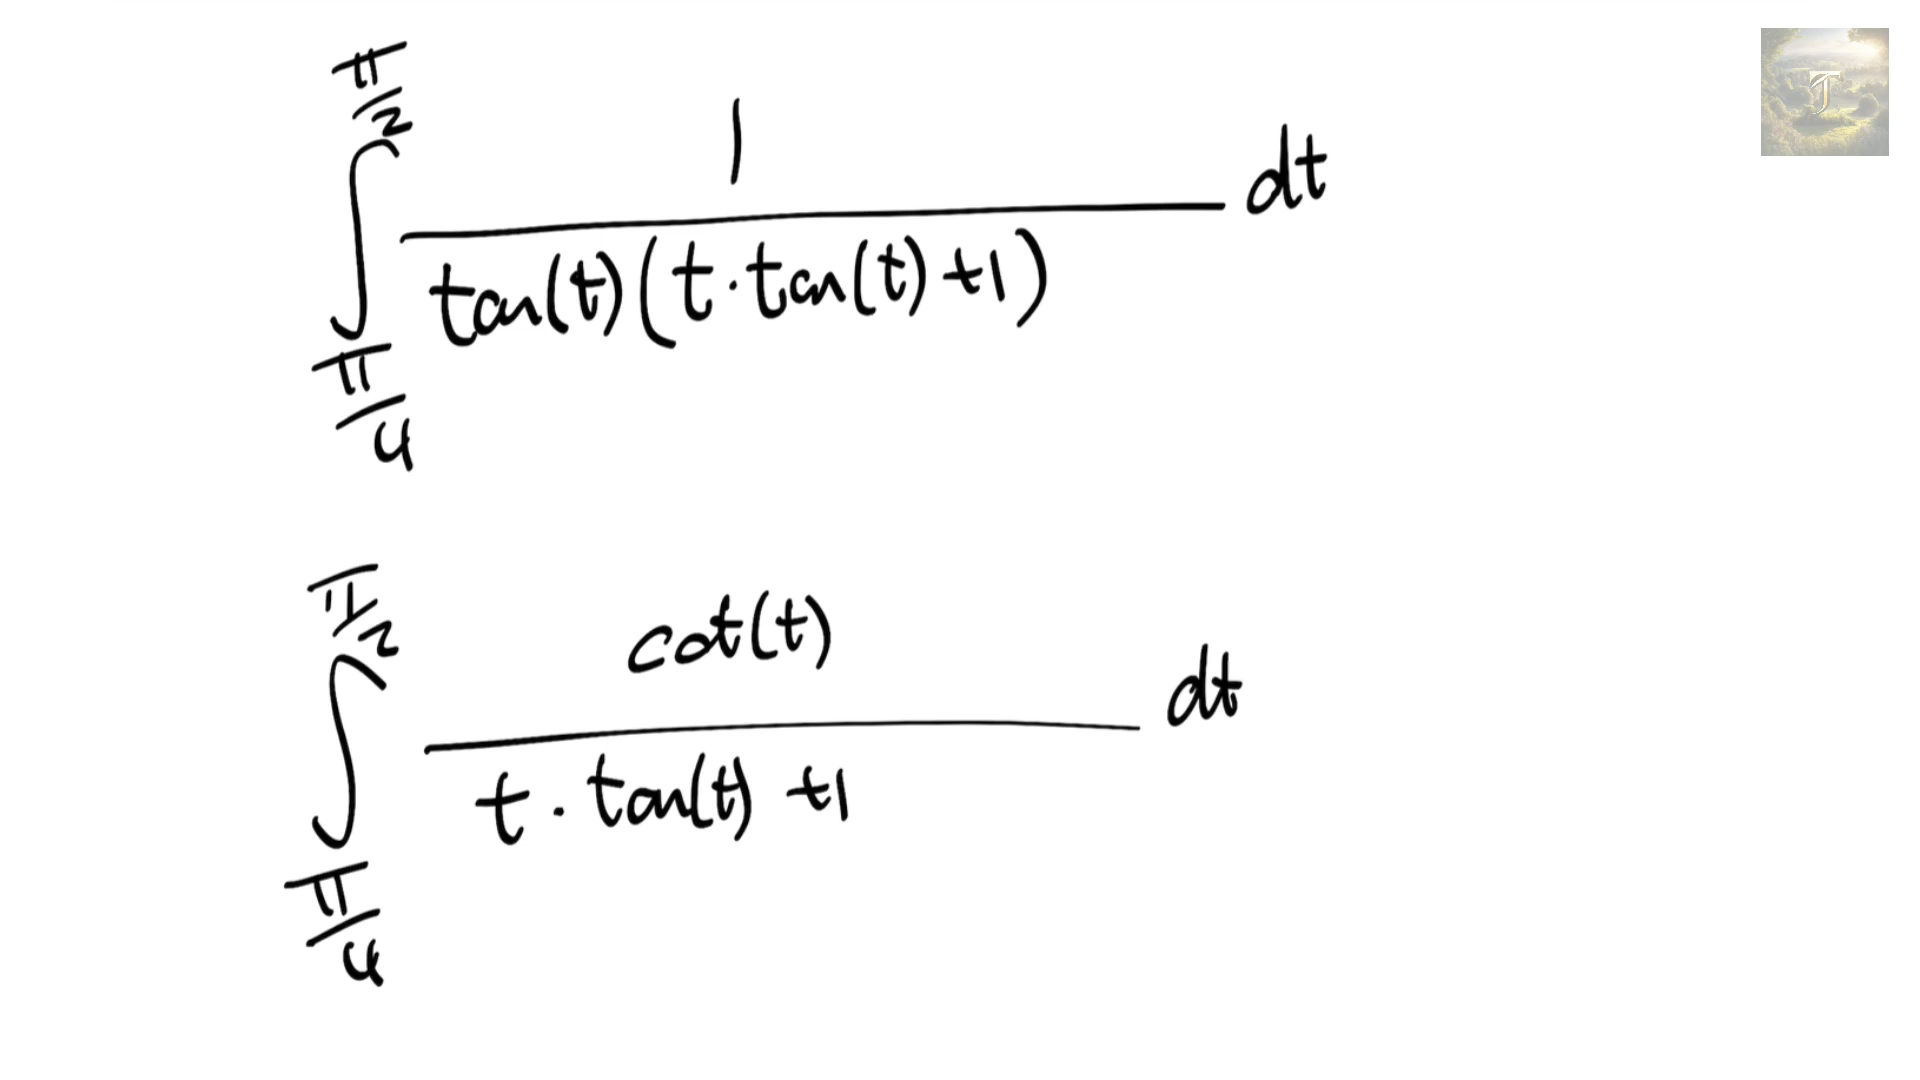 ∫_{π/4}^{π/2} 1/(tan(t)(t·tan(t)+1)) dt
∫_{π/4}^{π/2} cot(t)/(t·tan(t)+1) dt